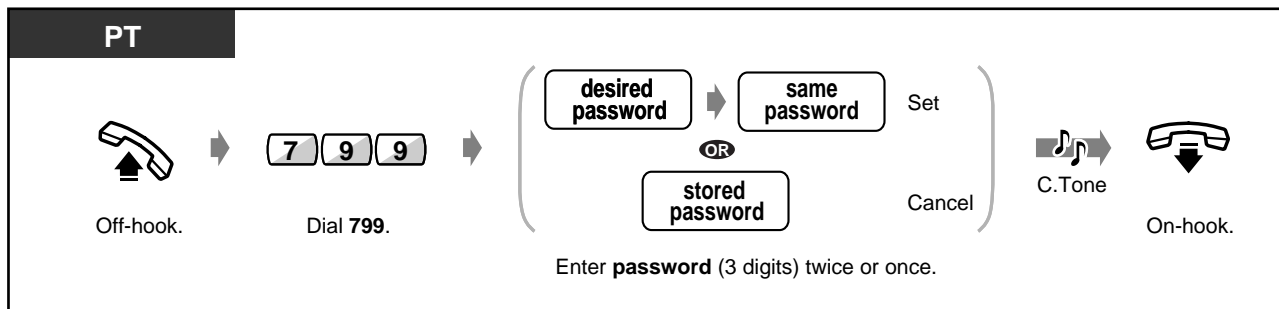 PT
desired
password
same
password
Set
OR
stored
password
Cancel
7 9 9
C.Tone
Off-hook.
Dial 799.
On-hook.
Enter password (3 digits) twice or once.